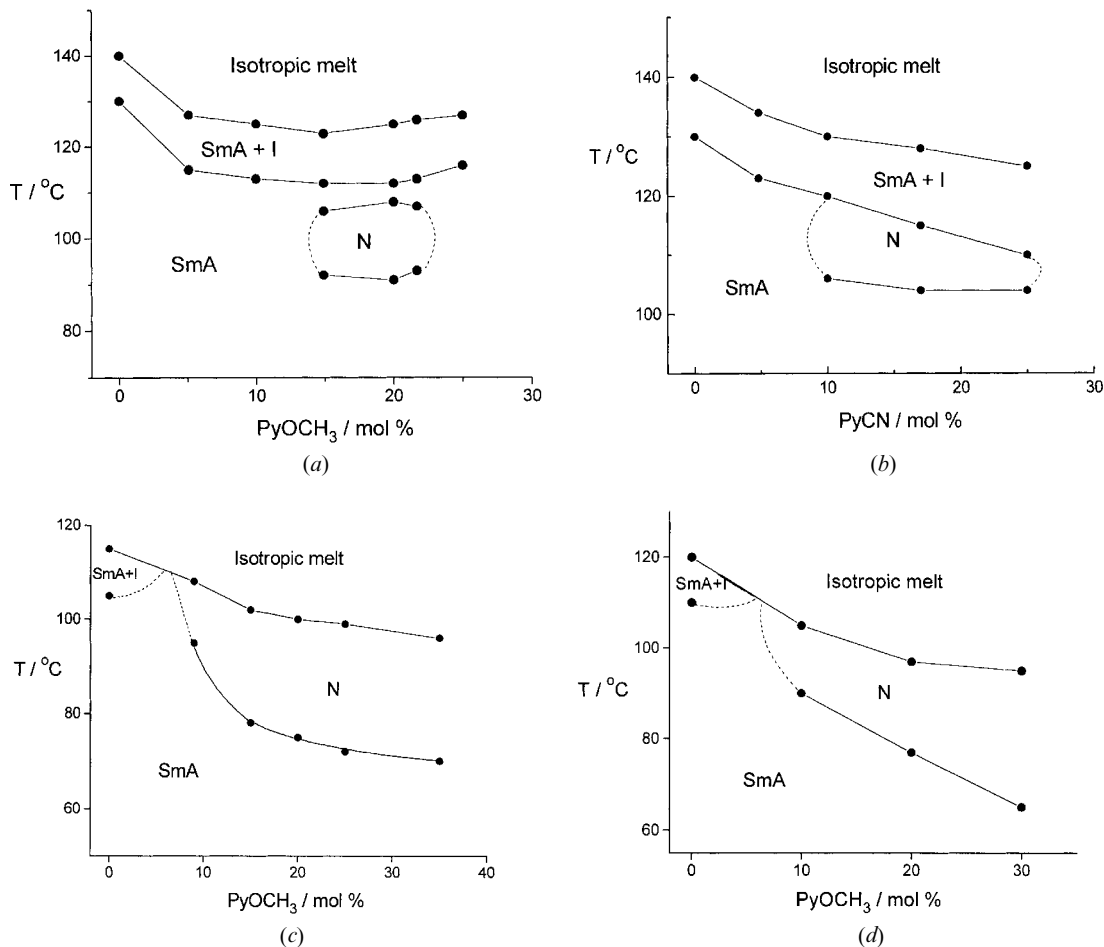 Isotropic melt
140
120
SmA + I
T / °C
100
N
SmA
80
0
10
20
30
PyOCH3 / mol %
(a)
Isotropic melt
140
T / °C
SmA + I
120
N
SmA
100
0
10
20
30
PyCN / mol %
(b)
120
Isotropic melt
SmA+I
100
T / °C
N
80
SmA
60
0
10
20
30
40
PyOCH3 / mol %
(c)
120
Isotropic melt
SmA+I
100
T / °C
N
80
SmA
60
0
10
20
30
PyOCH3 / mol %
(d)